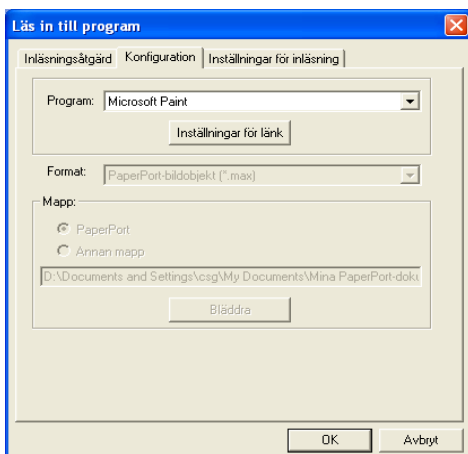 Läs in till program
Inläsningsåtgärd Konfiguration Inställningar för inläsning
Program: Microsoft Paint
Inställningar för länk
Format: PaperPort-bildobjekt (*.max)
Mapp:
PaperPort
Annan mapp
D:\Documents and Settings\csg\My Documents\Mina PaperPort-doku
Bläddra
OK Avbryt